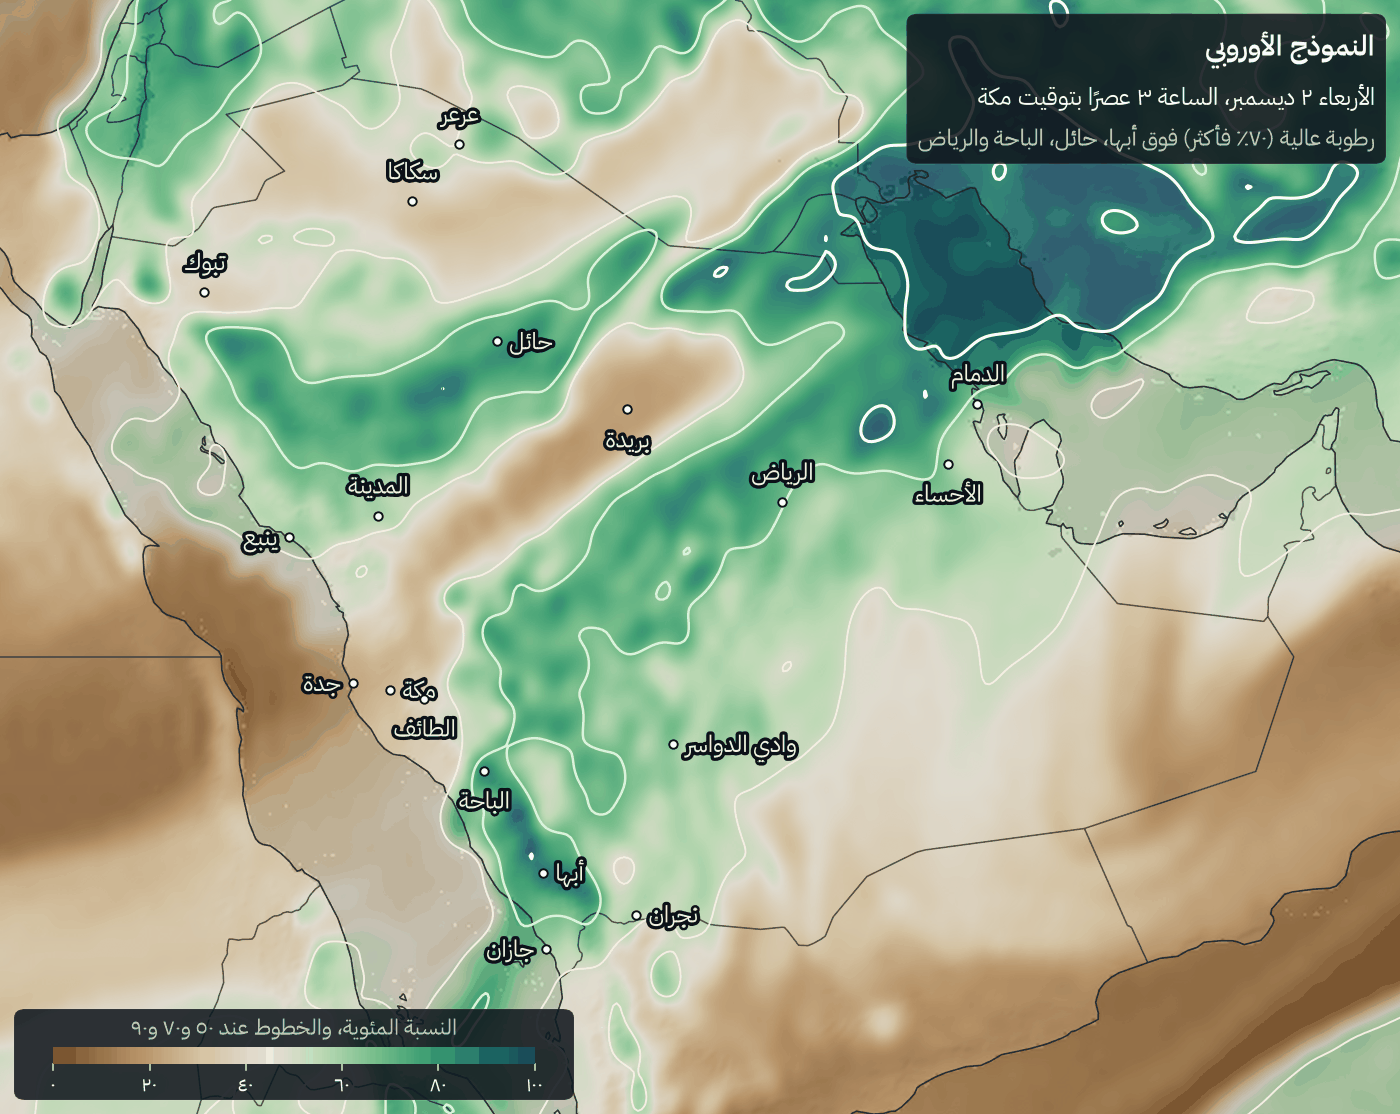 النموذج الأوروبي
الأربعاء ٢ ديسمبر، الساعة ٣ عصرًا بتوقيت مكة
رطوبة عالية (٧٠٪ فأكثر) فوق أبها، حائل، الباحة والرياض
عرعر
سكاكا
تبوك
حائل
الدمام
بريدة
الرياض
المدينة
الأحساء
ينبع
جدة
مكة
الطائف
وادي الدواسر
الباحة
أبها
نجران
جازان
النسبة المئوية، والخطوط عند ٥٠ و٧٠ و٩٠
٠ ٢٠ ٤٠ ٦٠ ٨٠ ١٠٠